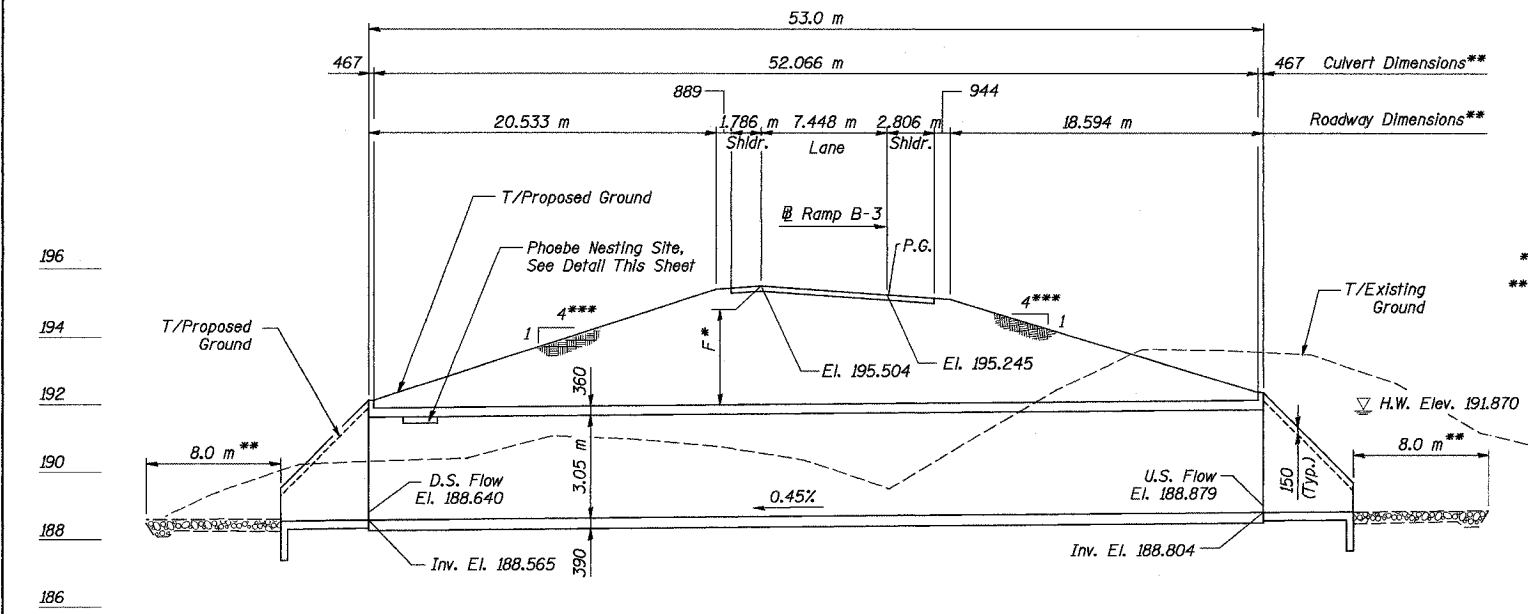 53.0 m
467 52.066 m 467 Culvert Dimensions**
889 944
20.533 m 1.786 m 7.448 m 2.806 m 18.594 m Roadway Dimensions**
Shldr. Lane Shldr.
T/Proposed Ground
℄ Ramp B-3
Phoebe Nesting Site,
See Detail This Sheet
P.G.
196
*
**
T/Existing
Ground
4***
1
4***
1
T/Proposed
Ground
194
F*
El. 195.504
El. 195.245
360
192
H.W. Elev. 191.870
8.0 m**
8.0 m**
190
3.05 m
D.S. Flow
El. 188.640
0.45%
U.S. Flow
El. 188.879
150
(Typ.)
188
Inv. El. 188.565
390
Inv. El. 188.804
186